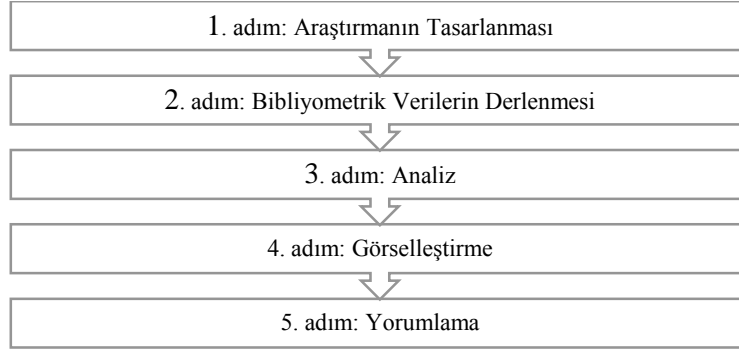 1. adım: Araştırmanın Tasarlanması
2. adım: Bibliyometrik Verilerin Derlenmesi
3. adım: Analiz
4. adım: Görselleştirme
5. adım: Yorumlama